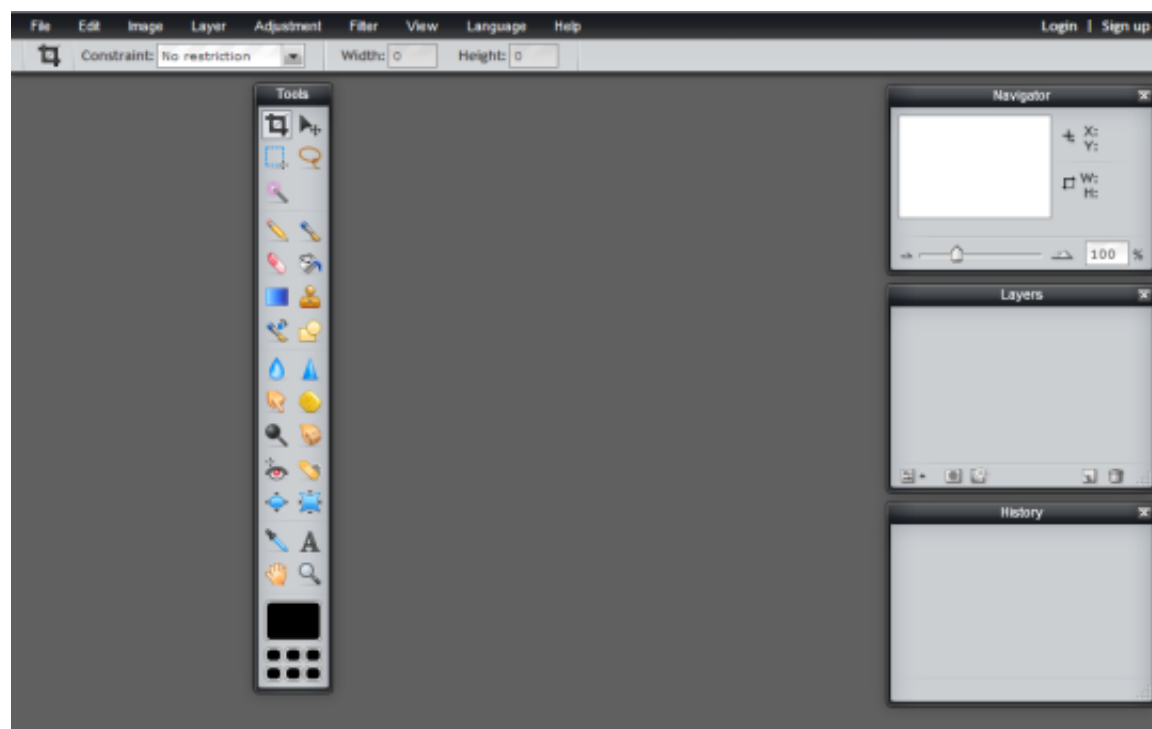 File Edit Image Layer Adjustment Filter View Language Help Login | Sign up
Constraint: No restriction Width: 0 Height: 0
Tools
Navigator
X:
Y:
W:
H:
100 %
Layers
History
A